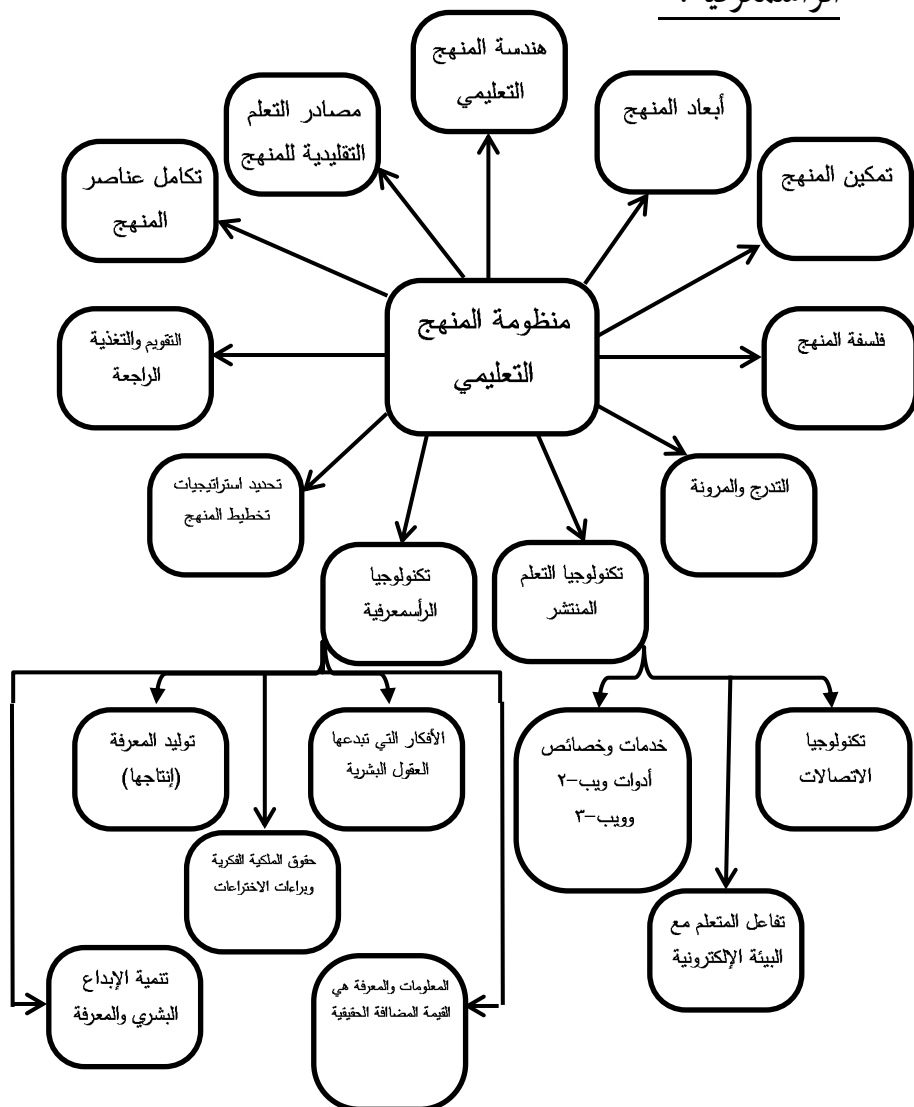 هندسة المنهج
التعليمي
أبعاد المنهج
مصادر التعلم
التقليدية للمنهج
تمكين المنهج
تكامل عناصر
المنهج
منظومة المنهج
التعليمي
فلسفة المنهج
التقويم والتغذية
الراجعة
التدرج والمرونة
تحديد استراتيجيات
تخطيط المنهج
تكنولوجيا التعلم
المنتشر
تكنولوجيا
الرأسمعرفية
تكنولوجيا
الاتصالات
خدمات وخصائص
أدوات ويب-٢
وويب-٣
الأفكار التي تبدعها
العقول البشرية
توليد المعرفة
(إنتاجها)
حقوق الملكية الفكرية
وبراءات الاختراعات
تفاعل المتعلم مع
البيئة الإلكترونية
المعلومات والمعرفة هي
القيمة المضاافة الحقيقية
تنمية الإبداع
البشري والمعرفة